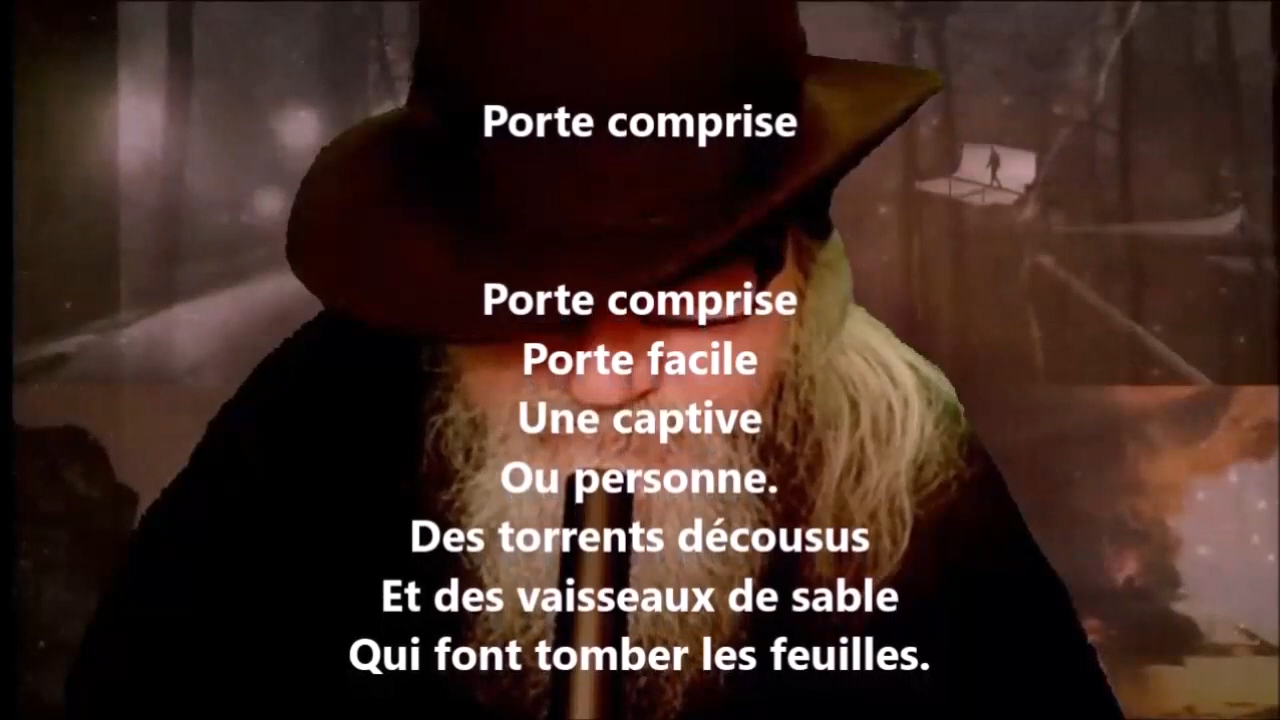 Porte comprise
Porte comprise
Porte facile
Une captive
Ou personne.
Des torrents décousus
Et des vaisseaux de sable
Qui font tomber les feuilles.